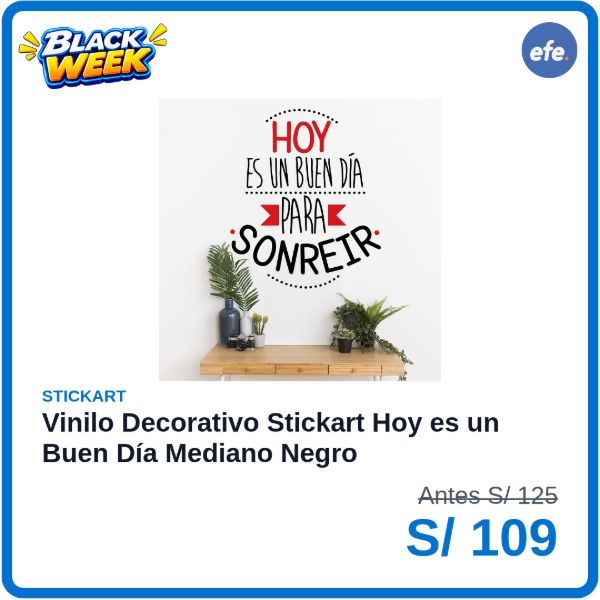 BLACK
WEEK
efe.
HOY
ES UN BUEN DÍA
PARA
SONREIR
STICKART
Vinilo Decorativo Stickart Hoy es un
Buen Día Mediano Negro
Antes S/ 125
S/ 109